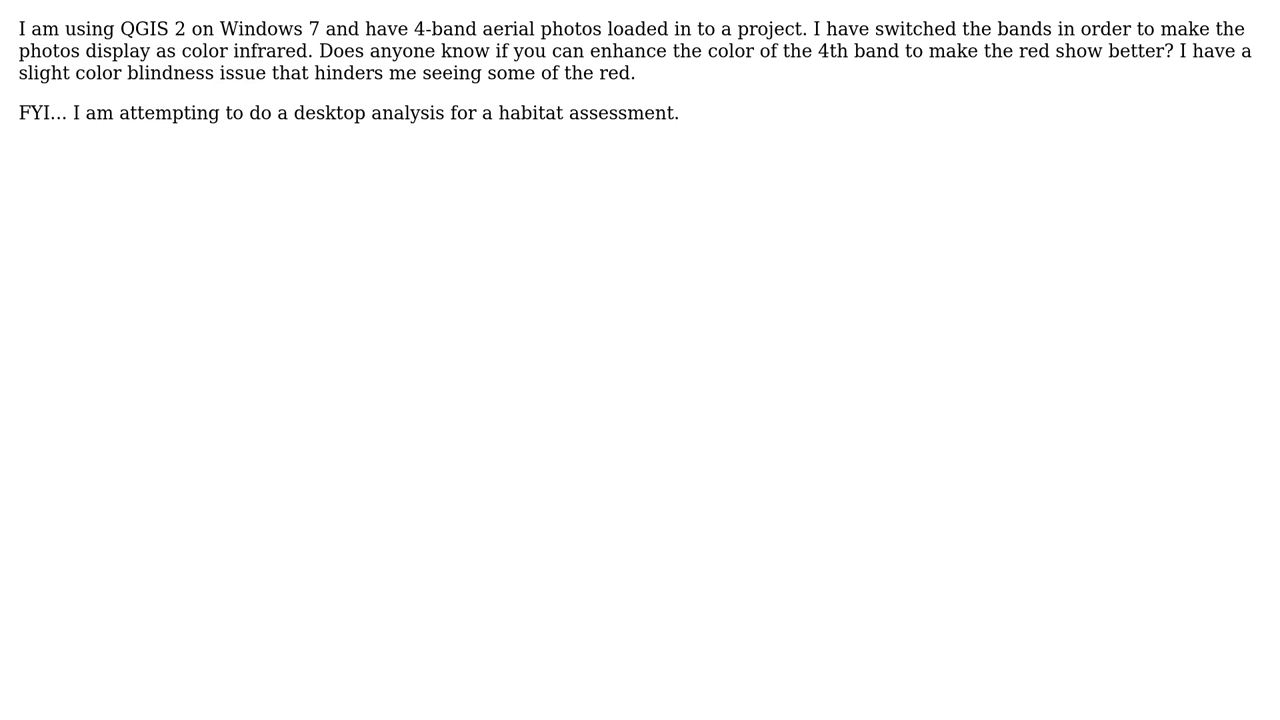 I am using QGIS 2 on Windows 7 and have 4-band aerial photos loaded in to a project. I have switched the bands in order to make the
photos display as color infrared. Does anyone know if you can enhance the color of the 4th band to make the red show better? I have a
slight color blindness issue that hinders me seeing some of the red.
FYI... I am attempting to do a desktop analysis for a habitat assessment.